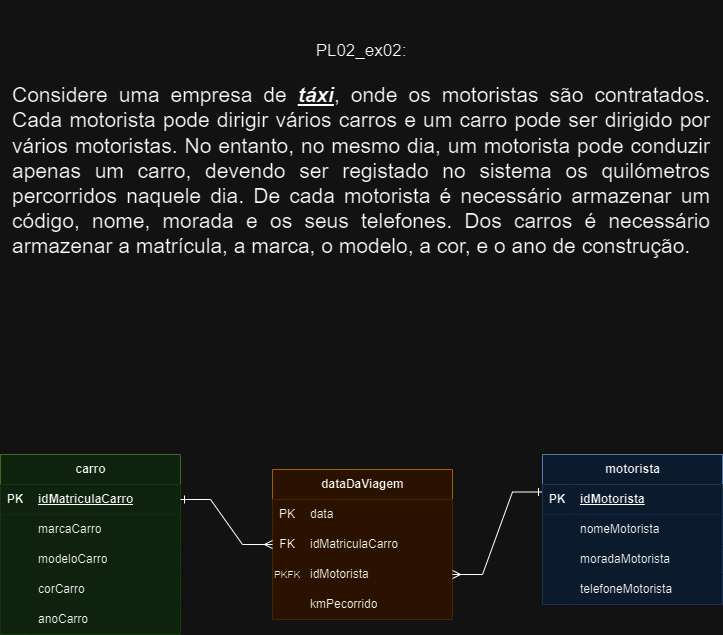 PL02_ex02:
Considere uma empresa de táxi, onde os motoristas são contratados.
Cada motorista pode dirigir vários carros e um carro pode ser dirigido por
vários motoristas. No entanto, no mesmo dia, um motorista pode conduzir
apenas um carro, devendo ser registado no sistema os quilómetros
percorridos naquele dia. De cada motorista é necessário armazenar um
código, nome, morada e os seus telefones. Dos carros é necessário
armazenar a matrícula, a marca, o modelo, a cor, e o ano de construção.
carro
PK idMatriculaCarro
marcaCarro
modeloCarro
corCarro
anoCarro
dataDaViagem
PK data
FK idMatriculaCarro
PKFK idMotorista
kmPecorrido
motorista
PK idMotorista
nomeMotorista
moradaMotorista
telefoneMotorista